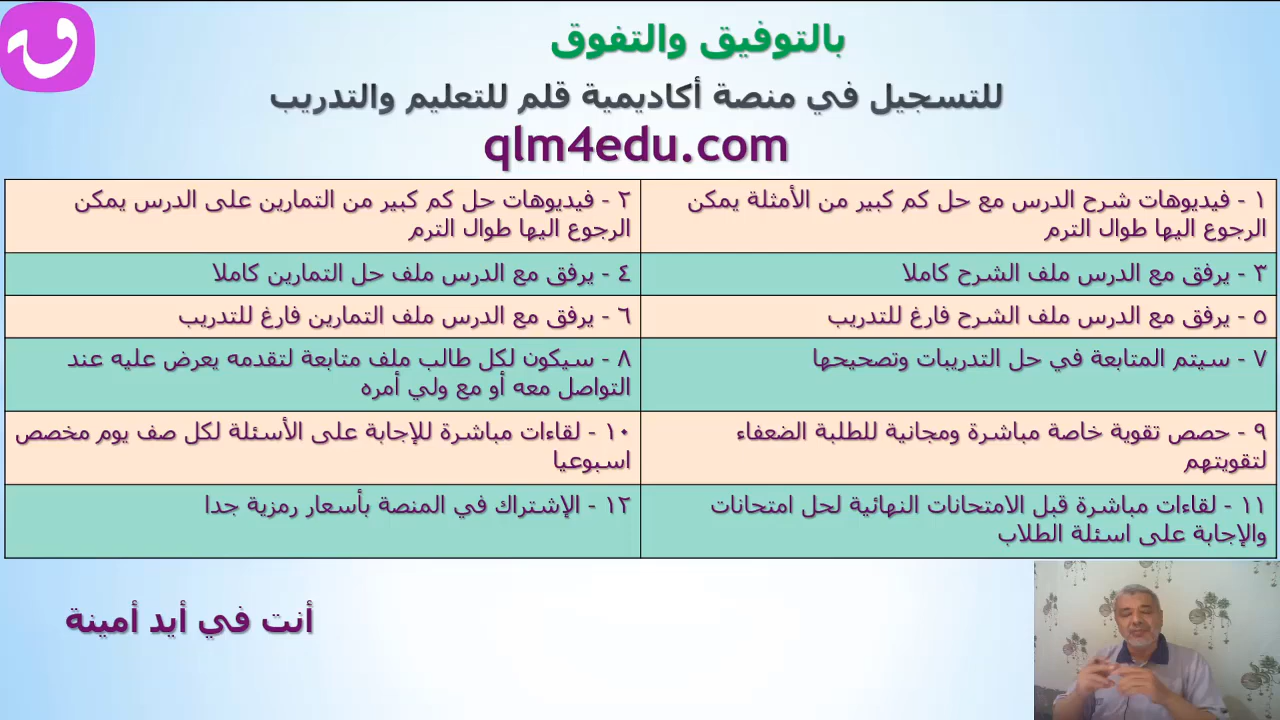 بالتوفيق والتفوق
للتسجيل في منصة أكاديمية قلم للتعليم والتدريب
qlm4edu.com
١ - فيديوهات شرح الدرس مع حل كم كبير من الأمثلة يمكن
الرجوع اليها طوال الترم
٢ - فيديوهات حل كم كبير من التمارين على الدرس يمكن
الرجوع اليها طوال الترم
٣ - يرفق مع الدرس ملف الشرح كاملا
٤ - يرفق مع الدرس ملف حل التمارين كاملا
٥ - يرفق مع الدرس ملف الشرح فارغ للتدريب
٦ - يرفق مع الدرس ملف التمارين فارغ للتدريب
٧ - سيتم المتابعة في حل التدريبات وتصحيحها
٨ - سيكون لكل طالب ملف متابعة لتقدمه يعرض عليه عند
التواصل معه أو مع ولي أمره
٩ - حصص تقوية خاصة مباشرة ومجانية للطلبة الضعفاء
لتقويتهم
١٠ - لقاءات مباشرة للإجابة على الأسئلة لكل صف يوم مخصص
اسبوعيا
١١ - لقاءات مباشرة قبل الامتحانات النهائية لحل امتحانات
والإجابة على اسئلة الطلاب
١٢ - الإشتراك في المنصة بأسعار رمزية جدا
أنت في أيد أمينة